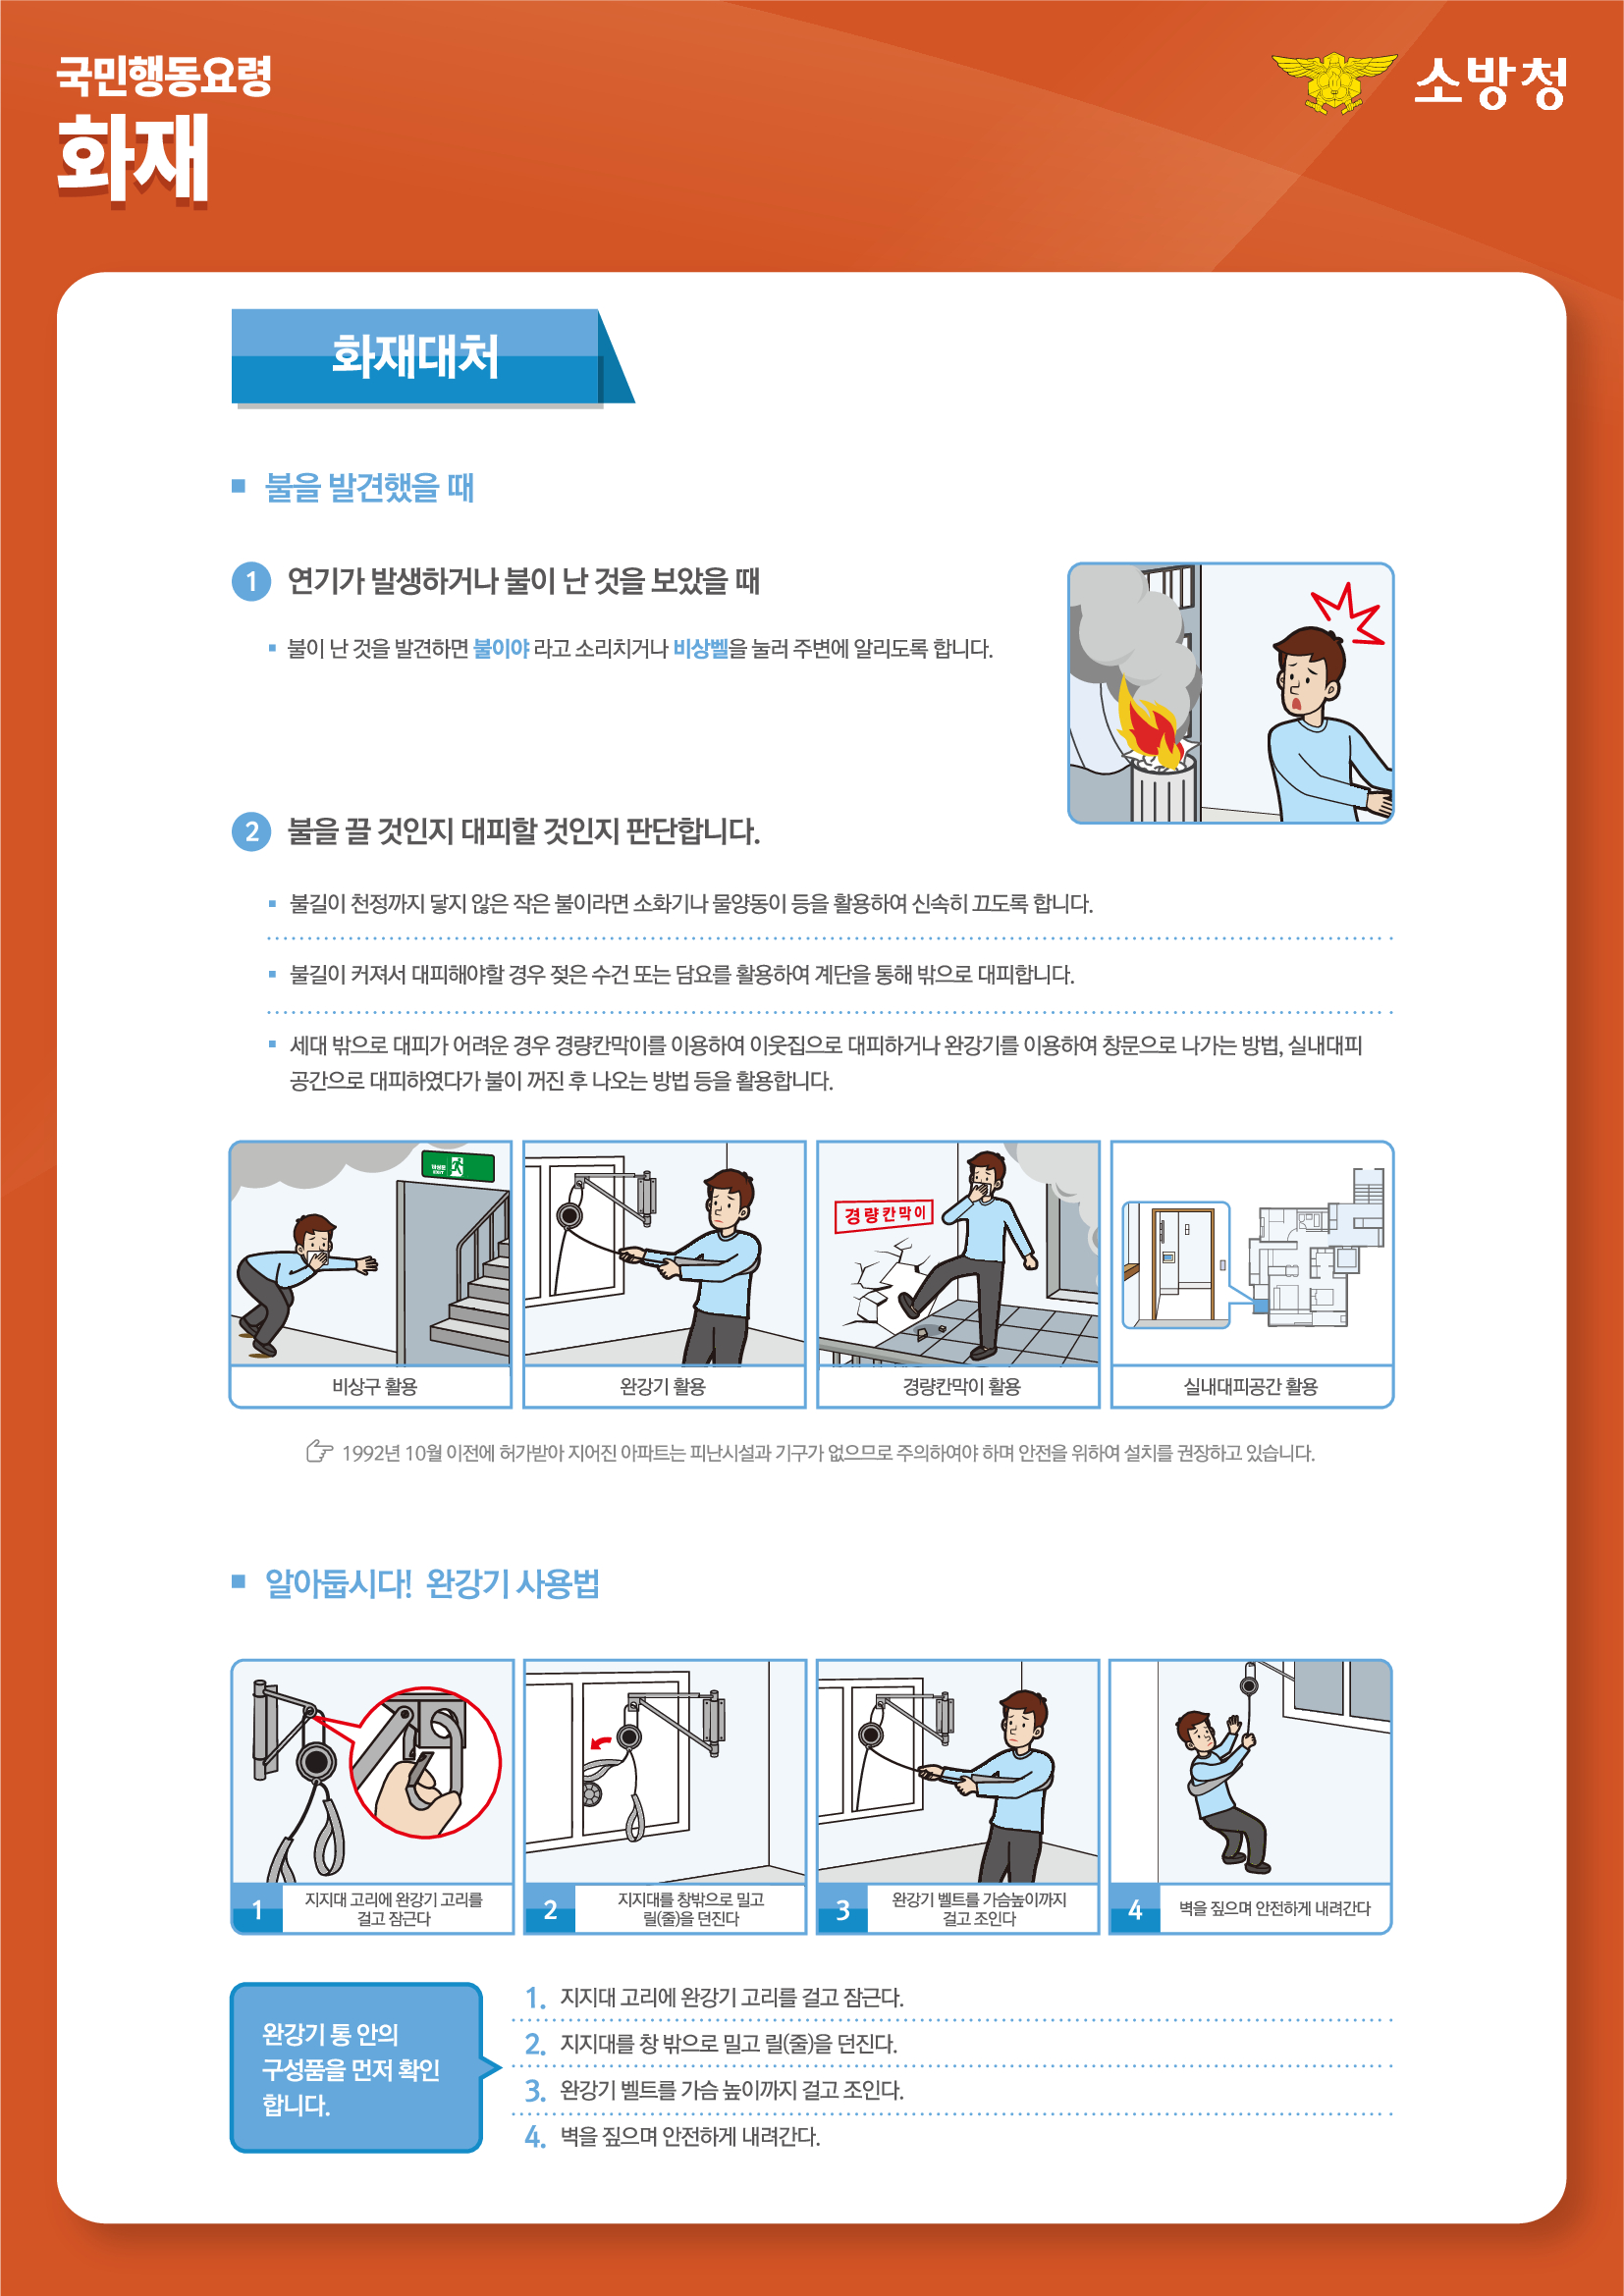 국민행동요령
화재
소방청
화재대처
불을 발견했을 때
1 연기가 발생하거나 불이 난 것을 보았을 때
불이 난 것을 발견하면 불이야 라고 소리치거나 비상벨을 눌러 주변에 알리도록 합니다.
2 불을 끌 것인지 대피할 것인지 판단합니다.
불길이 천정까지 닿지 않은 작은 불이라면 소화기나 물양동이 등을 활용하여 신속히 끄도록 합니다.
불길이 커져서 대피해야할 경우 젖은 수건 또는 담요를 활용하여 계단을 통해 밖으로 대피합니다.
세대 밖으로 대피가 어려운 경우 경량칸막이를 이용하여 이웃집으로 대피하거나 완강기를 이용하여 창문으로 나가는 방법, 실내대피
공간으로 대피하였다가 불이 꺼진 후 나오는 방법 등을 활용합니다.
비상문
EXIT
경량칸막이
비상구 활용
완강기 활용
경량칸막이 활용
실내대피공간 활용
1992년 10월 이전에 허가받아 지어진 아파트는 피난시설과 기구가 없으므로 주의하여야 하며 안전을 위하여 설치를 권장하고 있습니다.
알아둡시다! 완강기 사용법
1 지지대 고리에 완강기 고리를
걸고 잠근다
2 지지대를 창밖으로 밀고
릴(줄)을 던진다
3 완강기 벨트를 가슴높이까지
걸고 조인다
4 벽을 짚으며 안전하게 내려간다
완강기 통 안의
구성품을 먼저 확인
합니다.
1. 지지대 고리에 완강기 고리를 걸고 잠근다.
2. 지지대를 창 밖으로 밀고 릴(줄)을 던진다.
3. 완강기 벨트를 가슴 높이까지 걸고 조인다.
4. 벽을 짚으며 안전하게 내려간다.